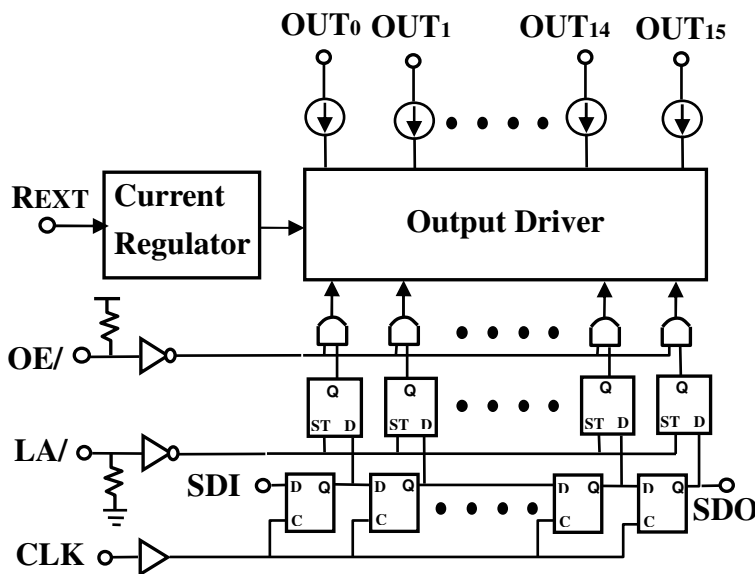 OUT0 OUT1 OUT14 OUT15
REXT
Current
Regulator
Output Driver
OE/
Q Q Q Q
ST D ST D ST D ST D
LA/
SDI
D Q D Q D Q D Q
SDO
C C C C
CLK